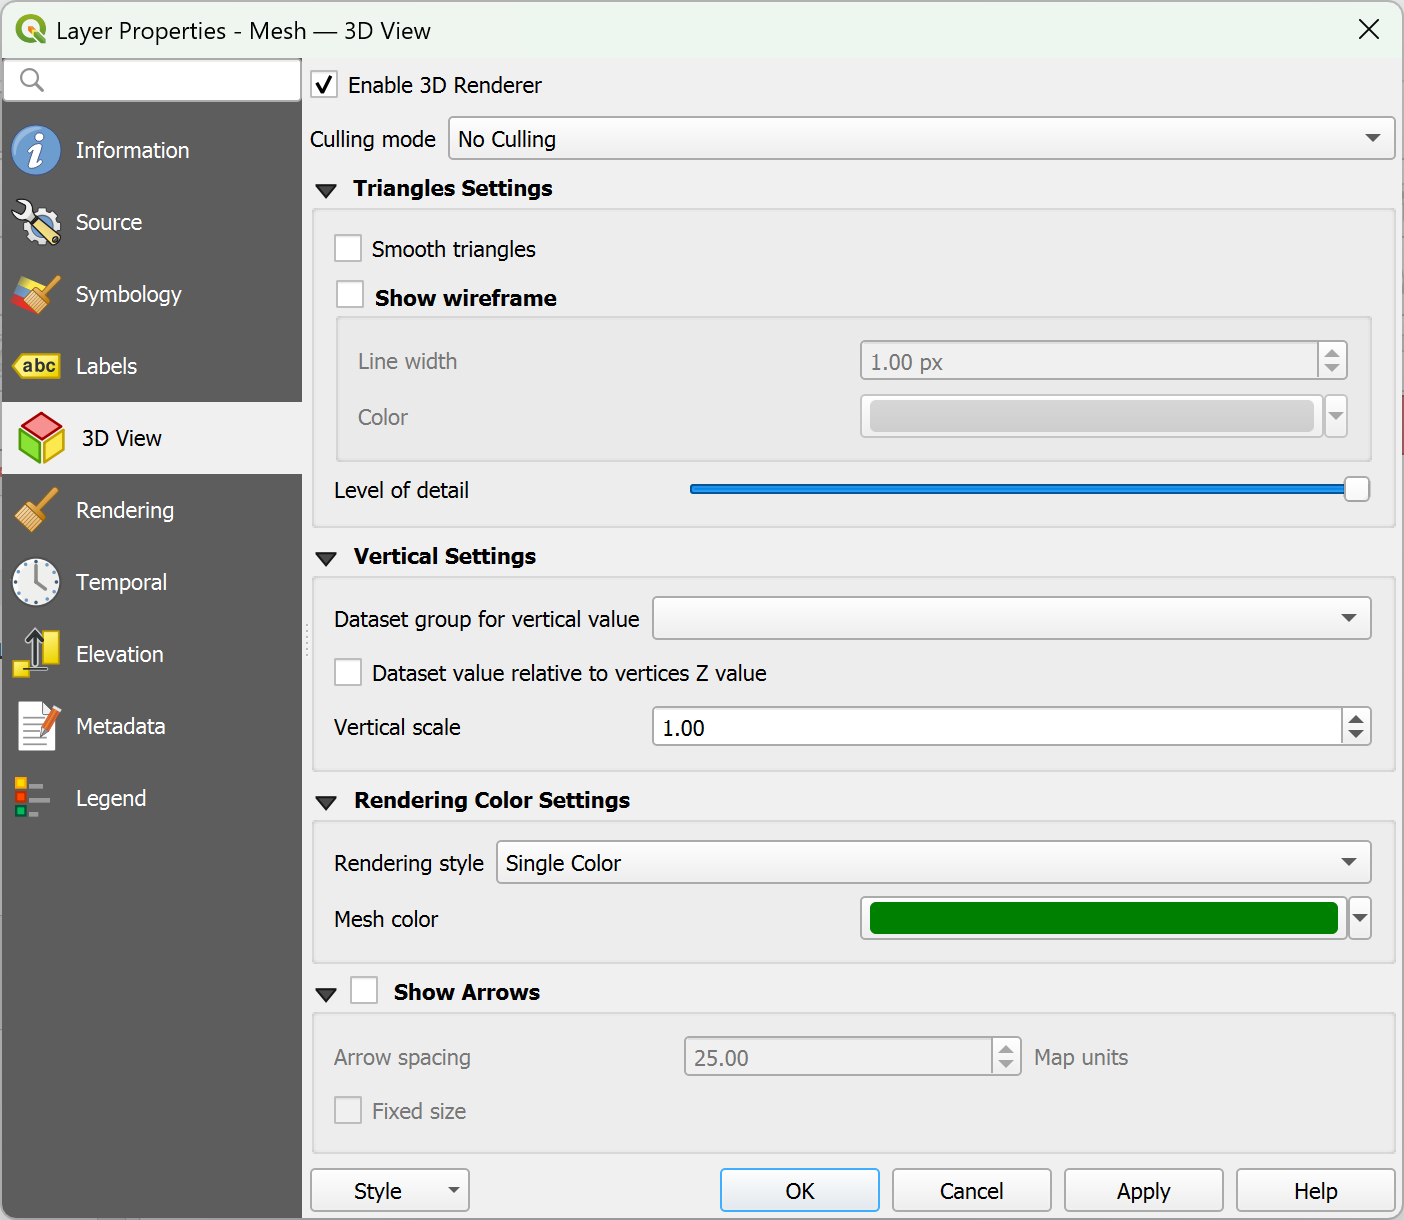 Layer Properties - Mesh — 3D View
Enable 3D Renderer
Culling mode No Culling
Information
Source
Symbology
abc Labels
3D View
Rendering
Temporal
Elevation
Metadata
Legend
Triangles Settings
Smooth triangles
Show wireframe
Line width 1.00 px
Color
Level of detail
Vertical Settings
Dataset group for vertical value
Dataset value relative to vertices Z value
Vertical scale 1.00
Rendering Color Settings
Rendering style Single Color
Mesh color
Show Arrows
Arrow spacing 25.00 Map units
Fixed size
Style OK Cancel Apply Help